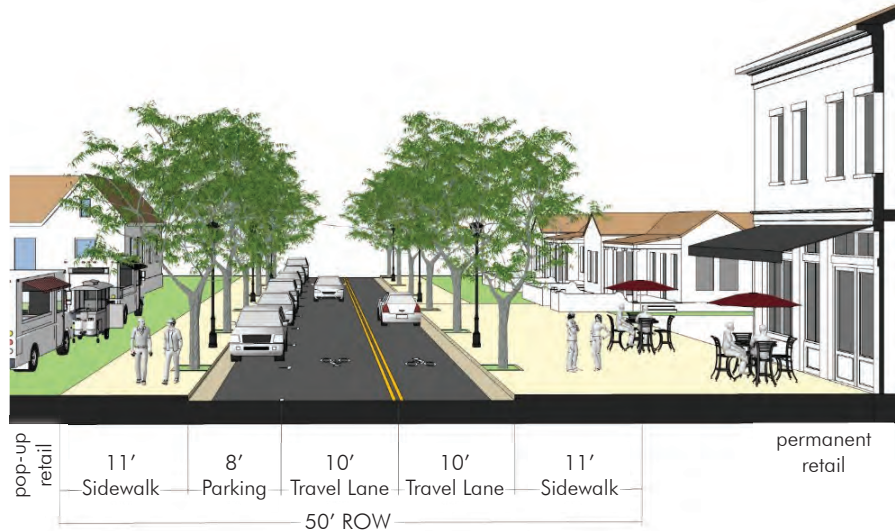 pop-up
retail
11’
Sidewalk
8’
Parking
10’
Travel Lane
10’
Travel Lane
11’
Sidewalk
permanent
retail
50’ ROW